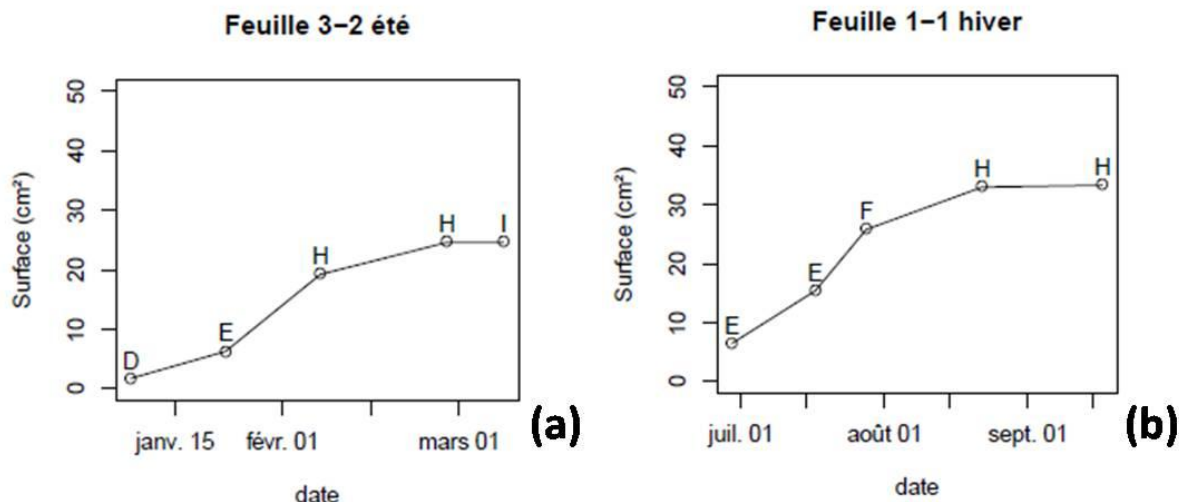 Feuille 3−2 été
Surface (cm²)
50
40
30
20
10
0
D
E
H
H
I
janv. 15
févr. 01
mars 01
date
(a)
Feuille 1−1 hiver
Surface (cm²)
50
40
30
20
10
0
E
E
F
H
H
juil. 01
août 01
sept. 01
date
(b)